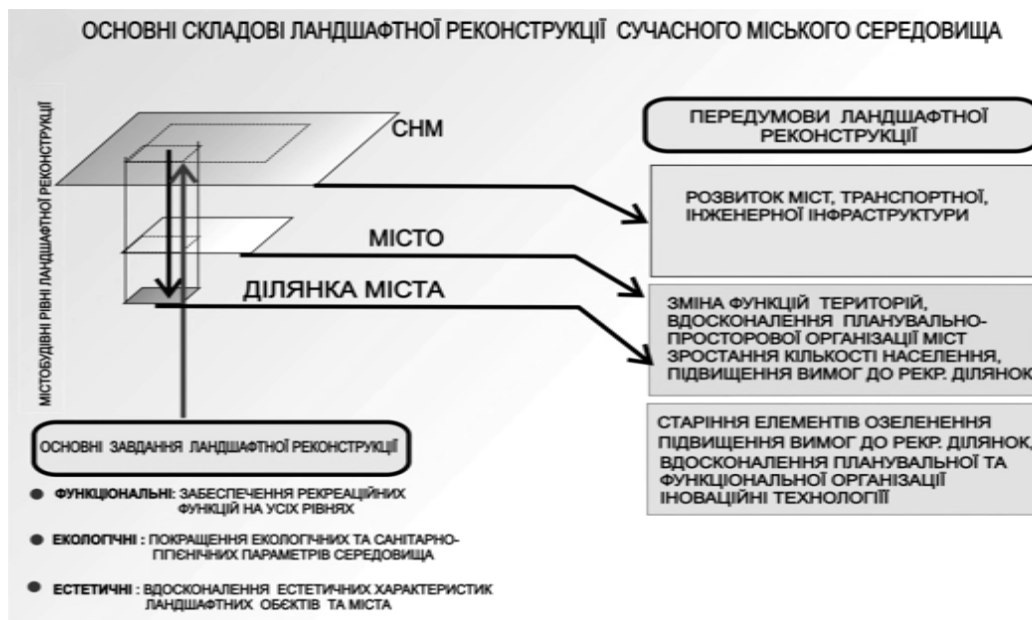 ОСНОВНІ СКЛАДОВІ ЛАНДШАФТНОЇ РЕКОНСТРУКЦІЇ СУЧАСНОГО МІСЬКОГО СЕРЕДОВИЩА
МІСТОБУДІВНІ РІВНІ ЛАНДШАФТНОЇ РЕКОНСТРУКЦІЇ
СНМ
МІСТО
ДІЛЯНКА МІСТА
ПЕРЕДУМОВИ ЛАНДШАФТНОЇ
РЕКОНСТРУКЦІЇ
РОЗВИТОК МІСТ, ТРАНСПОРТНОЇ,
ІНЖЕНЕРНОЇ ІНФРАСТРУКТУРИ
ЗМІНА ФУНКЦІЙ ТЕРИТОРІЙ,
ВДОСКОНАЛЕННЯ ПЛАНУВАЛЬНО-
ПРОСТОРОВОЇ ОРГАНІЗАЦІЇ МІСТ
ЗРОСТАННЯ КІЛЬКОСТІ НАСЕЛЕННЯ,
ПІДВИЩЕННЯ ВИМОГ ДО РЕКР. ДІЛЯНОК
СТАРІННЯ ЕЛЕМЕНТІВ ОЗЕЛЕНЕННЯ
ПІДВИЩЕННЯ ВИМОГ ДО РЕКР. ДІЛЯНОК,
ВДОСКОНАЛЕННЯ ПЛАНУВАЛЬНОЇ ТА
ФУНКЦІОНАЛЬНОЇ ОРГАНІЗАЦІЇ
ІНОВАЦІЙНІ ТЕХНОЛОГІЇЇ
ОСНОВНІ ЗАВДАННЯ ЛАНДШАФТНОЇ РЕКОНСТРУКЦІЇ
● ФУНКЦІОНАЛЬНІ: ЗАБЕСПЕЧЕННЯ РЕКРЕАЦІЙНИХ
ФУНКЦІЙ НА УСІХ РІВНЯХ
● ЕКОЛОГІЧНІ : ПОКРАЩЕННЯ ЕКОЛОГІЧНИХ ТА САНІТАРНО-
ГІГІЄНІЧНИХ ПАРАМЕТРІВ СЕРЕДОВИЩА
● ЕСТЕТИЧНІ : ВДОСКОНАЛЕННЯ ЕСТЕТИЧНИХ ХАРАКТЕРИСТИК
ЛАНДШАФТНИХ ОБЄКТІВ ТА МІСТА